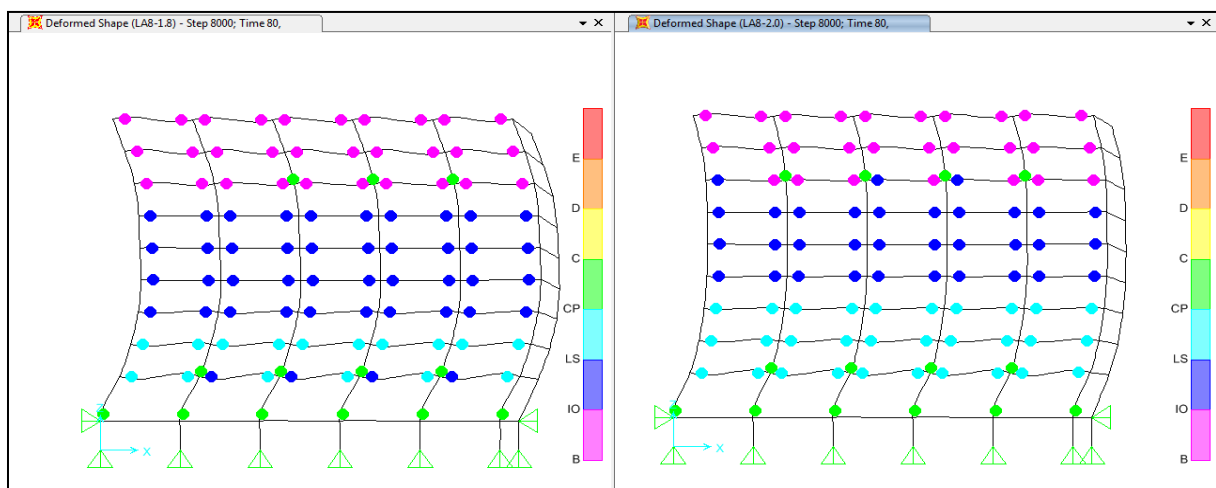 Deformed Shape (LA8-1.8) - Step 8000; Time 80,
E
D
C
CP
LS
IO
B
X
Deformed Shape (LA8-2.0) - Step 8000; Time 80,
E
D
C
CP
LS
IO
B
X